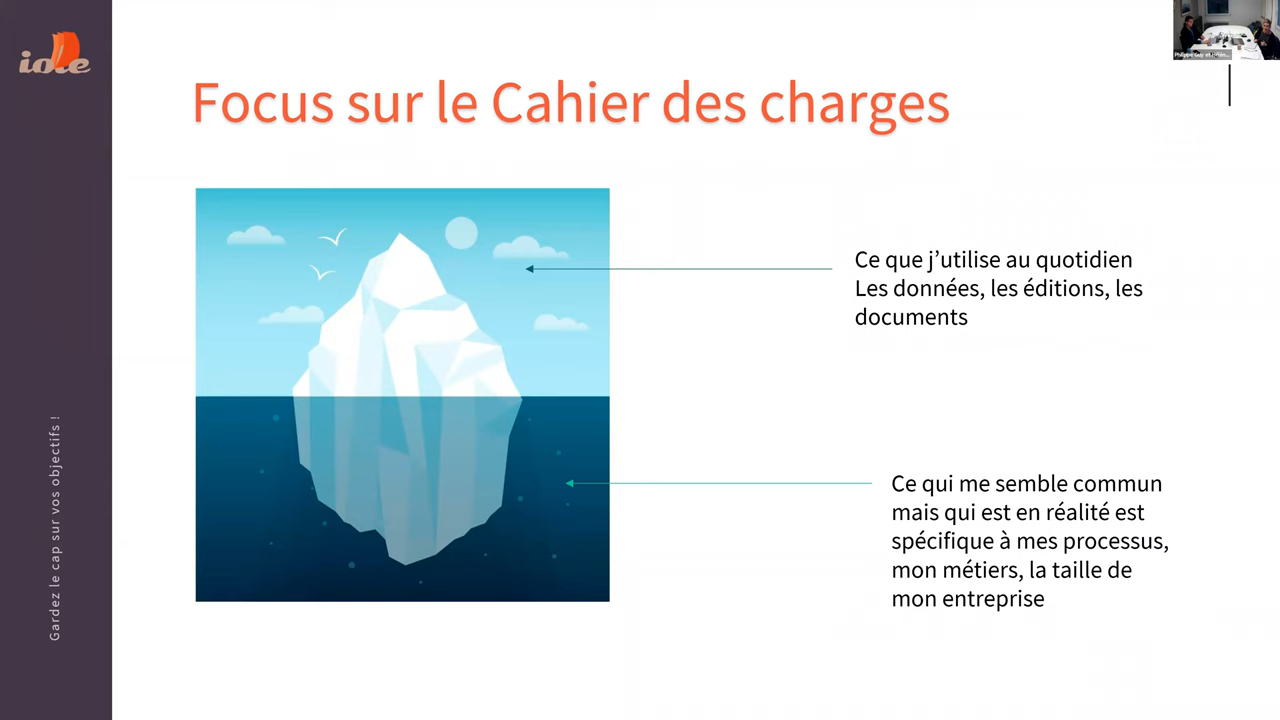 iole
Focus sur le Cahier des charges
Ce que j'utilise au quotidien
Les données, les éditions, les
documents
Ce qui me semble commun
mais qui est en réalité est
spécifique à mes processus,
mon métiers, la taille de
mon entreprise
Gardez le cap sur vos objectifs !